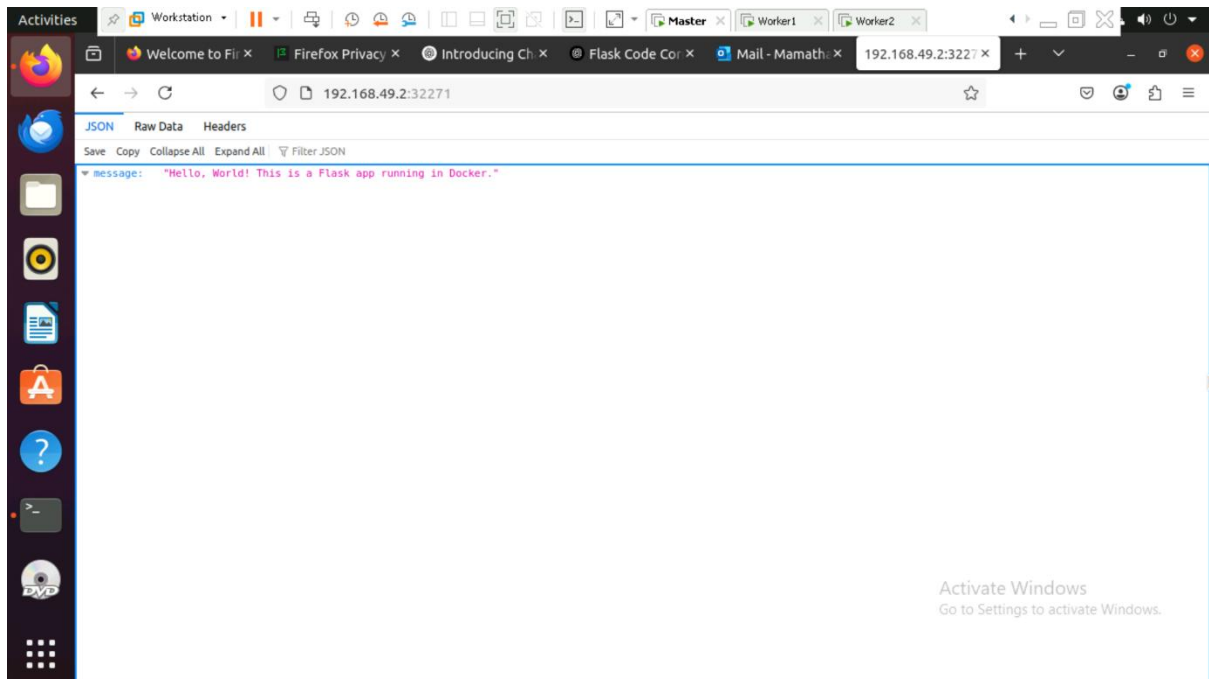 Activities Workstation Master Worker1 Worker2
Welcome to Fir Firefox Privacy Introducing Ch Flask Code Cor Mail - Mamatha 192.168.49.2:3227
192.168.49.2:32271
JSON Raw Data Headers
Save Copy Collapse All Expand All Filter JSON
message: "Hello, World! This is a Flask app running in Docker."
DVD
Activate Windows
Go to Settings to activate Windows.